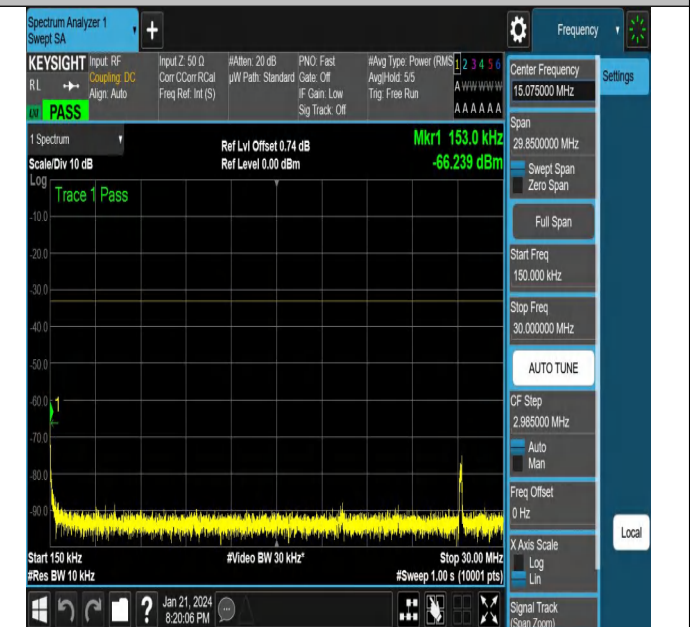 Spectrum Analyzer 1
Swept SA
+
Frequency
KEYSIGHT
RL
Input: RF
Coupling: DC
Align: Auto
Input Z: 50 Ω
Corr CCorr RCal
Freq Ref: Int (S)
#Atten: 20 dB
µW Path: Standard
PNO: Fast
Gate: Off
IF Gain: Low
Sig Track: Off
#Avg Type: Power (RMS
Avg|Hold: 5/5
Trig: Free Run
1 2 3 4 5 6
A W W W W W
A A A A A A
PASS
1 Spectrum
Scale/Div 10 dB
Ref Lvl Offset 0.74 dB
Ref Level 0.00 dBm
Mkr1 153.0 kHz
-66.239 dBm
Log
Trace 1 Pass
-10.0
-20.0
-30.0
-40.0
-50.0
-60.0
1
-70.0
-80.0
-90.0
Start 150 kHz
#Res BW 10 kHz
#Video BW 30 kHz*
Stop 30.00 MHz
#Sweep 1.00 s (10001 pts)
Center Frequency
15.075000 MHz
Settings
Span
29.8500000 MHz
Swept Span
Zero Span
Full Span
Start Freq
150.000 kHz
Stop Freq
30.000000 MHz
AUTO TUNE
CF Step
2.985000 MHz
Auto
Man
Freq Offset
0 Hz
X Axis Scale
Log
Lin
Local
Signal Track
(Span Zoom)
?
Jan 21, 2024
8:20:06 PM